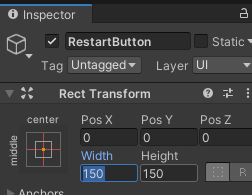 Inspector
RestartButton Static
Tag Untagged Layer UI
Rect Transform
center Pos X Pos Y Pos Z
middle 0 0 0
Width Height
150 150 R
Anchors